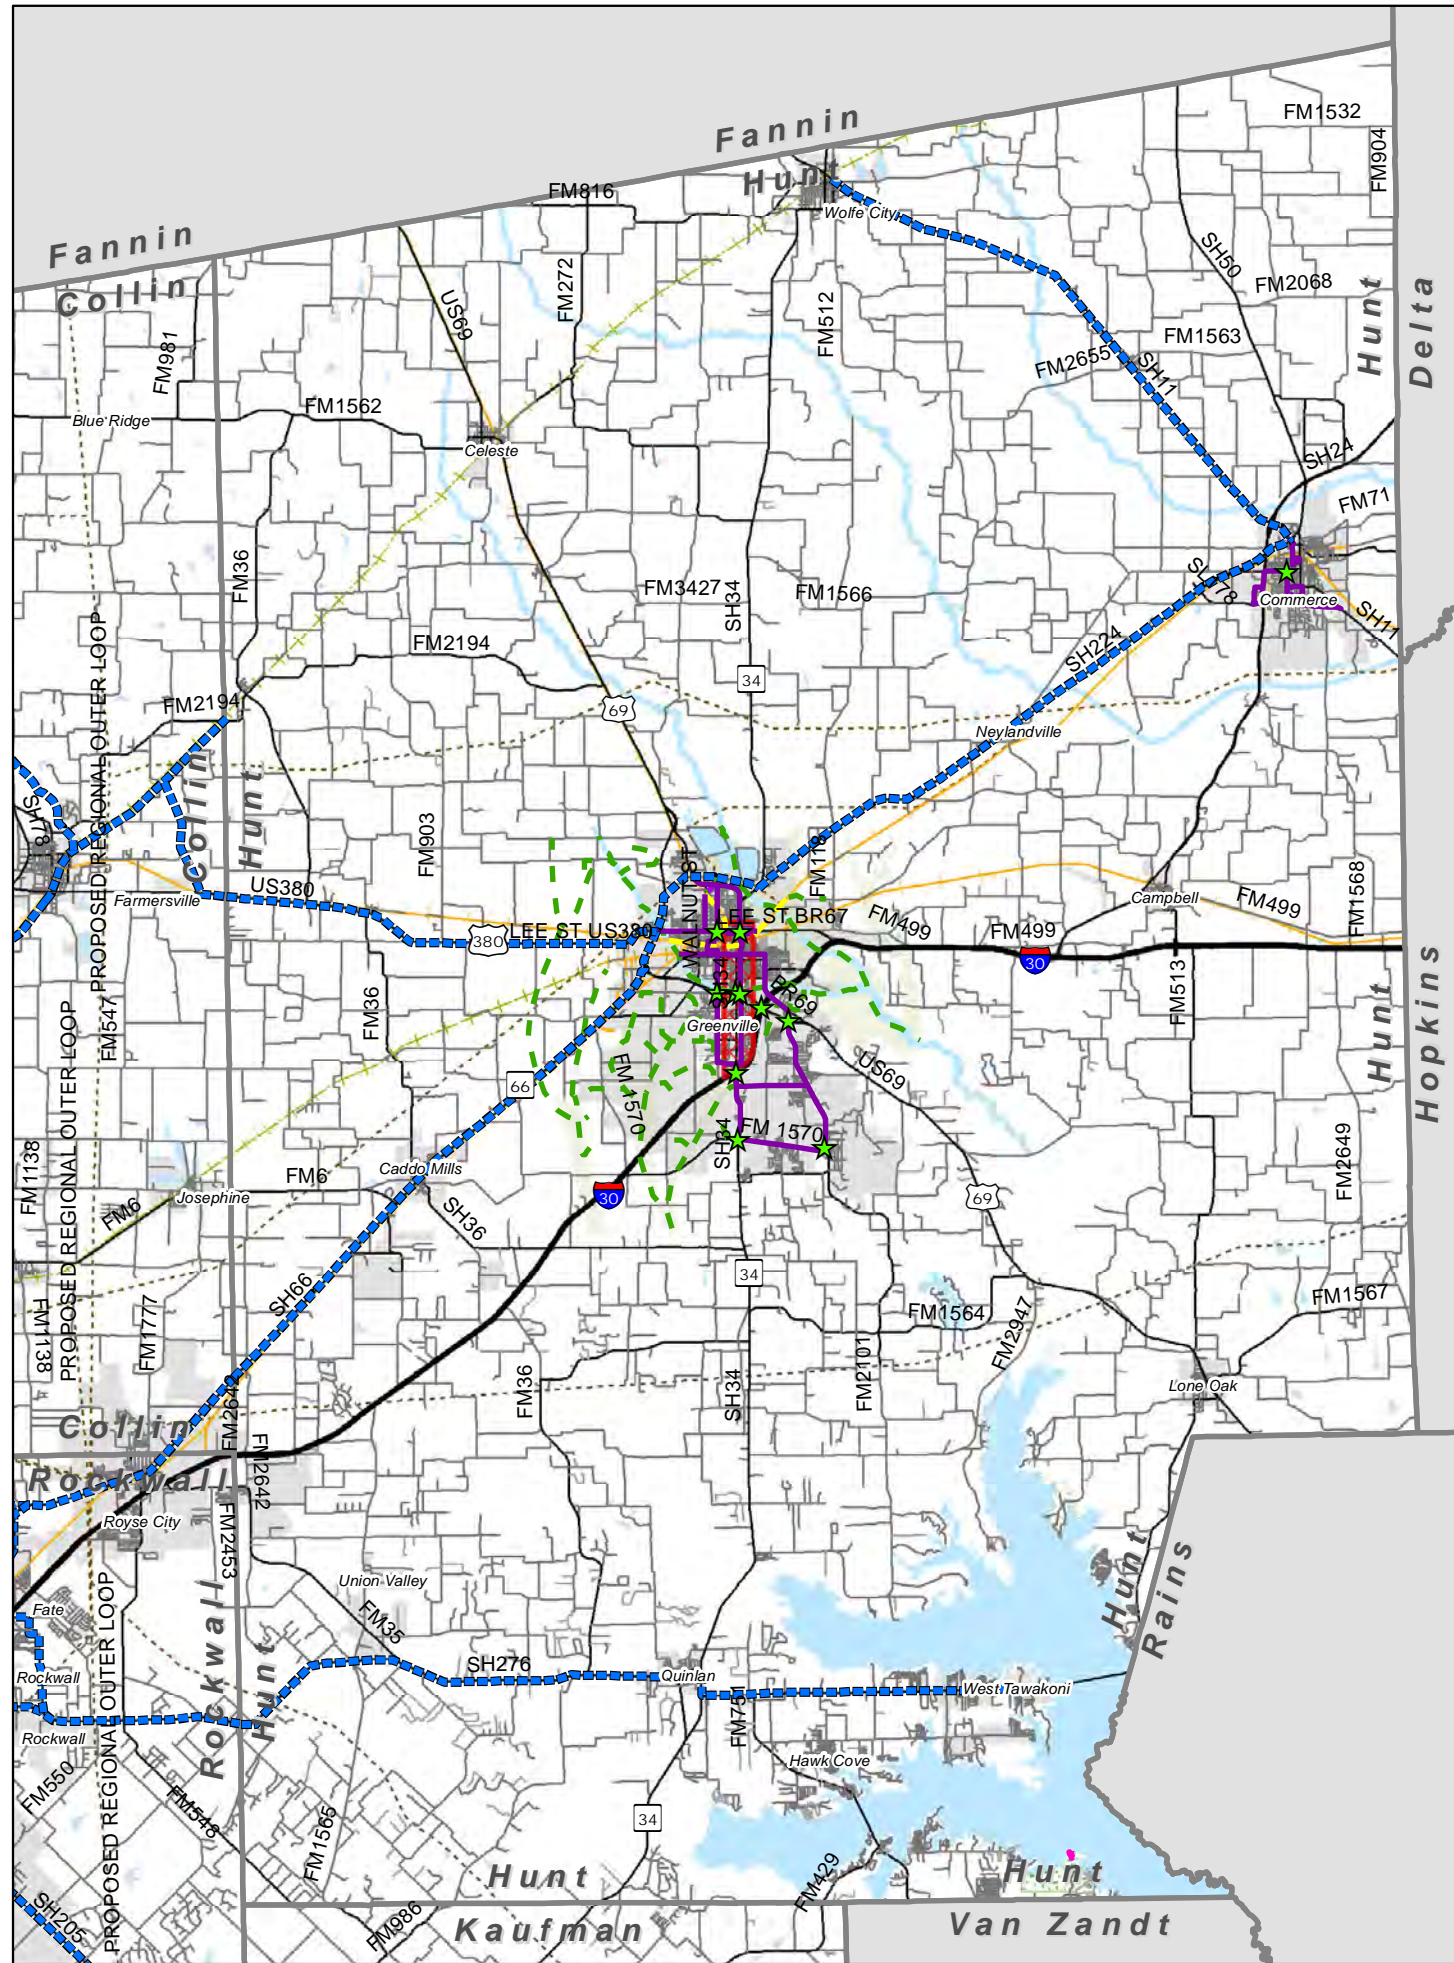 FM1532
FM904
Fannin
Hunt
FM816
Wolfe City
Fannin
Collin
SH50
FM2068
FM272
US69
FM512
Hunt
Delta
FM981
FM1563
FM2655
SH11
FM1562
Blue Ridge
Celeste
SH24
FM71
FM36
FM3427
SH34
FM1566
Commerce
SH11
SH224
FM2194
34
PROPOSED REGIONAL OUTER LOOP
FM2194
69
Neylandville
Collin
Hunt
SH78
FM903
FM118
WALNUT ST
US380
Farmersville
Campbell
FM499
FM1568
LEE ST BR67
FM499
FM499
380
LEE ST US380
30
Hunt
Hopkins
FM547
FM36
SH34
BR69
FM513
PROPOSED REGIONAL OUTER LOOP
Greenville
66
FM 1570
US69
FM 1570
SH34
FM1138
Caddo Mills
FM2649
FM6
Josephine
FM6
30
69
SH36
34
SH66
FM1138
FM1777
FM1564
FM2947
FM1567
FM36
SH34
FM2101
Lone Oak
Collin
FM2642
Rockwall
Royse City
FM2453
Hunt
Rains
Union Valley
Fate
Rockwall
FM35
Hunt
SH276
Quinlan
Rockwall
West Tawakoni
FM751
Rockwall
PROPOSED REGIONAL OUTER LOOP
Hawk Cove
FM550
FM548
34
FM1565
Hunt
FM429
Hunt
SH205
FM986
Kaufman
Van Zandt